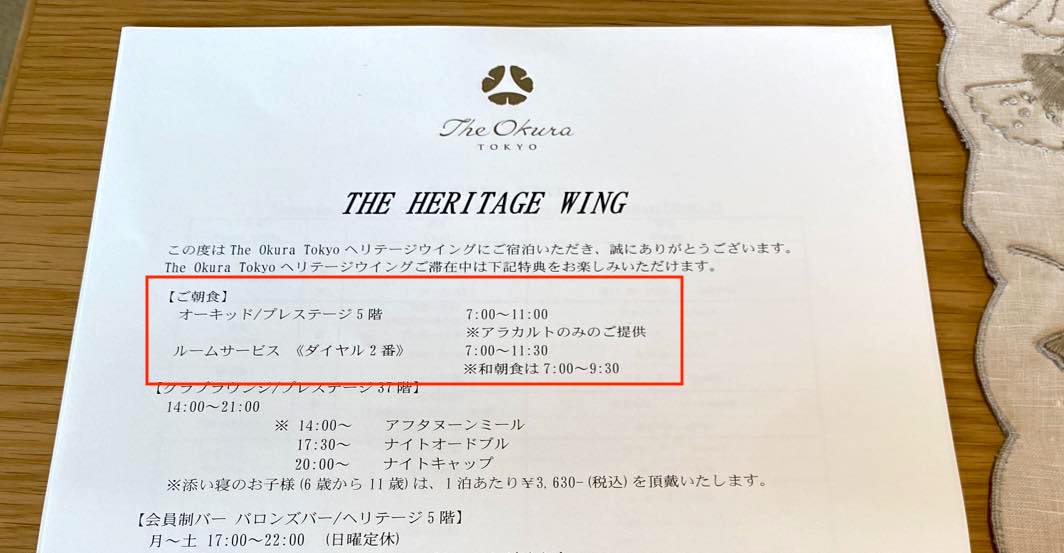 The Okura
TOKYO
THE HERITAGE WING
この度は The Okura Tokyo ヘリテージウイングにご宿泊いただき、誠にありがとうございます。
The Okura Tokyo ヘリテージウイングご滞在中は下記特典をお楽しみいただけます。
【ご朝食】
オーキッド/プレステージ5階 7:00～11:00
※アラカルトのみのご提供
ルームサービス 《ダイヤル2番》 7:00～11:30
※和朝食は7:00～9:30
【クラブラウンジ/プレステージ37階】
14:00～21:00
※ 14:00～ アフタヌーンミール
17:30～ ナイトオードブル
20:00～ ナイトキャップ
※添い寝のお子様(6歳から11歳)は、1泊あたり￥3,630-(税込)を頂戴いたします。
【会員制バー バロンズバー/ヘリテージ5階】
月～土 17:00～22:00 (日曜定休)